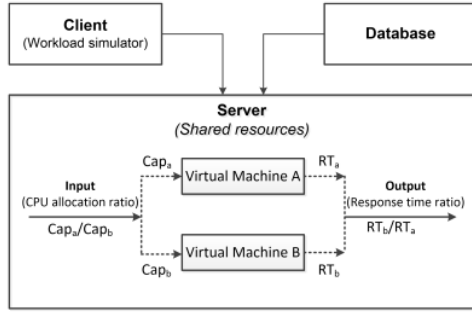 Client
(Workload simulator)
Database
Server
(Shared resources)
Cap_a
Virtual Machine A
RT_a
Input
(CPU allocation ratio)
Cap_a/Cap_b
Output
(Response time ratio)
RT_b/RT_a
Cap_b
Virtual Machine B
RT_b